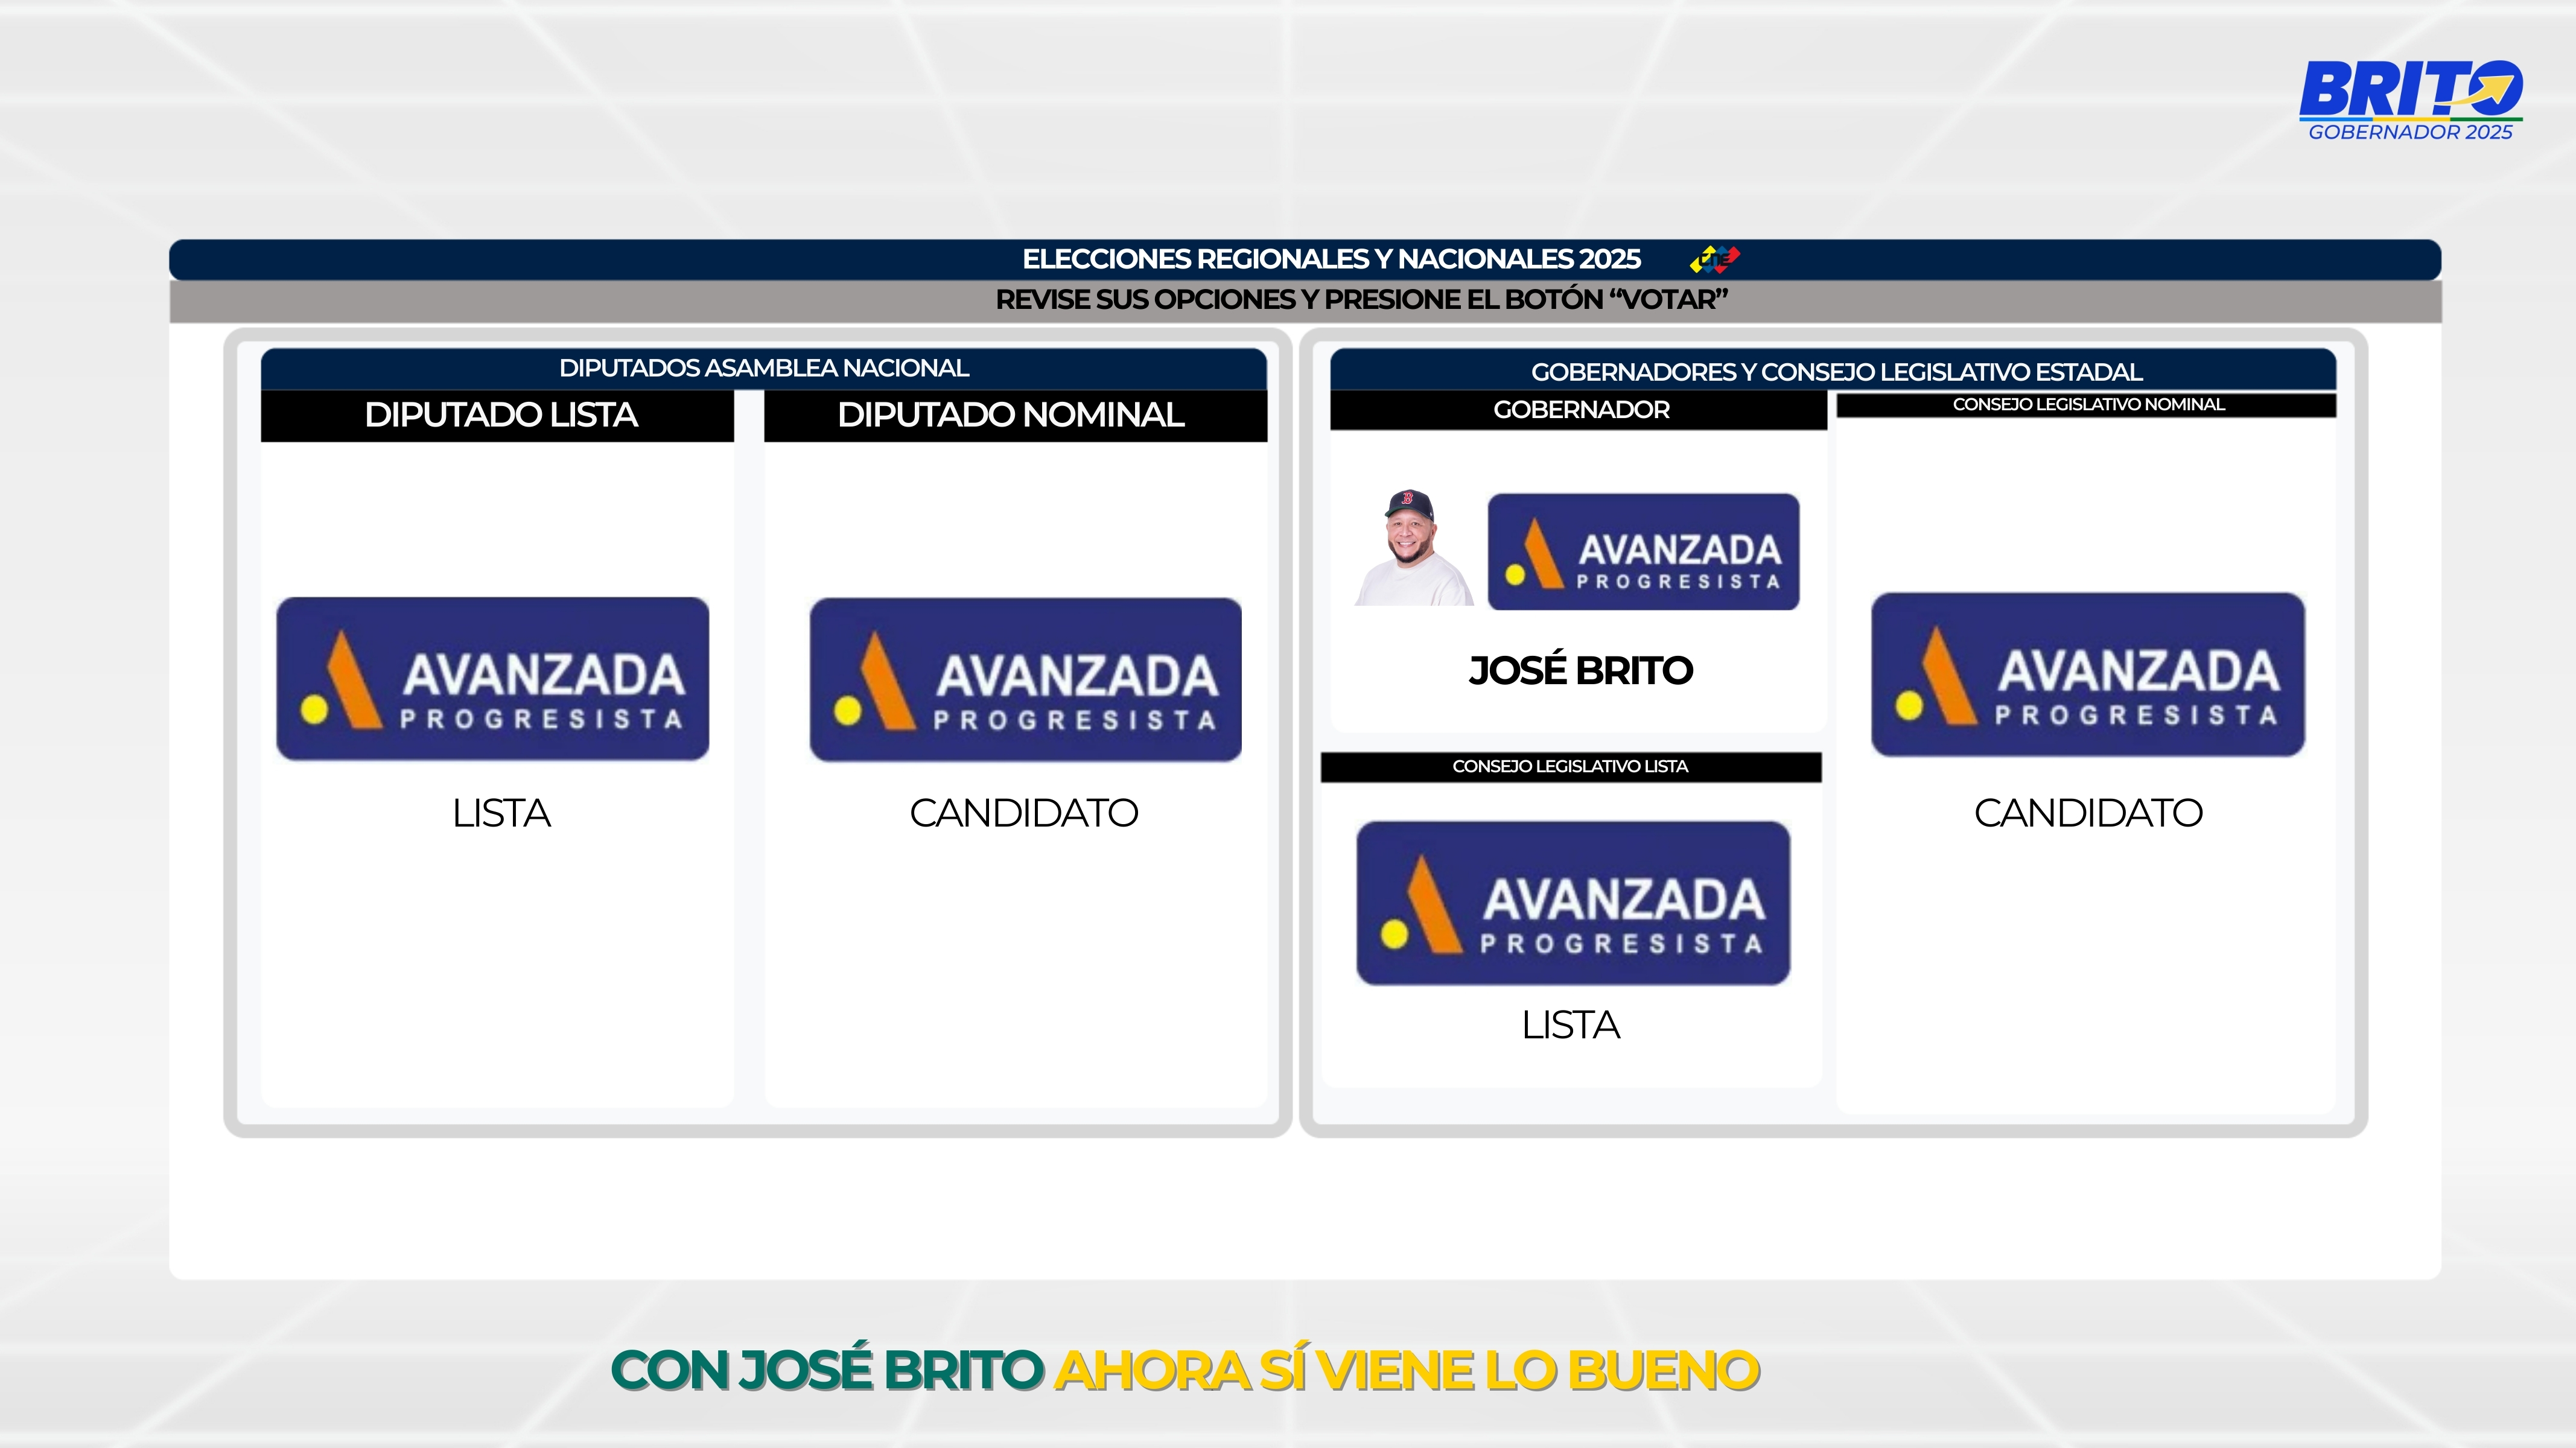 BRITO
GOBERNADOR 2025
ELECCIONES REGIONALES Y NACIONALES 2025 cne
REVISE SUS OPCIONES Y PRESIONE EL BOTÓN “VOTAR”
DIPUTADOS ASAMBLEA NACIONAL
DIPUTADO LISTA
AVANZADA
PROGRESISTA
LISTA
DIPUTADO NOMINAL
AVANZADA
PROGRESISTA
CANDIDATO
GOBERNADORES Y CONSEJO LEGISLATIVO ESTADAL
GOBERNADOR
B
AVANZADA
PROGRESISTA
JOSÉ BRITO
CONSEJO LEGISLATIVO LISTA
AVANZADA
PROGRESISTA
LISTA
CONSEJO LEGISLATIVO NOMINAL
AVANZADA
PROGRESISTA
CANDIDATO
CON JOSÉ BRITO AHORA SÍ VIENE LO BUENO